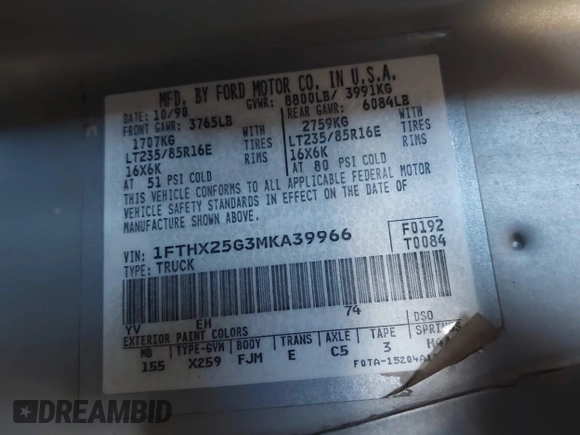 MFD. BY FORD MOTOR CO. IN U.S.A.
DATE: 10/90 GVWR: 8800LB/ 3991KG
FRONT GAWR: 3765LB REAR GAWR: 6084LB
1707KG WITH 2759KG WITH
LT235/85R16E TIRES LT235/85R16E TIRES
16X6K RIMS 16X6K RIMS
AT 51 PSI COLD AT 80 PSI COLD
THIS VEHICLE CONFORMS TO ALL APPLICABLE FEDERAL MOTOR
VEHICLE SAFETY STANDARDS IN EFFECT ON THE DATE OF
MANUFACTURE SHOWN ABOVE.
VIN: 1FTHX25G3MKA39966 F0192
TYPE: TRUCK T0084
YV EH 74
EXTERIOR PAINT COLORS DSO
WB TYPE-GVW BODY TRANS AXLE TAPE SPRINGS
155 X259 FJM E C5 3
DREAMBID